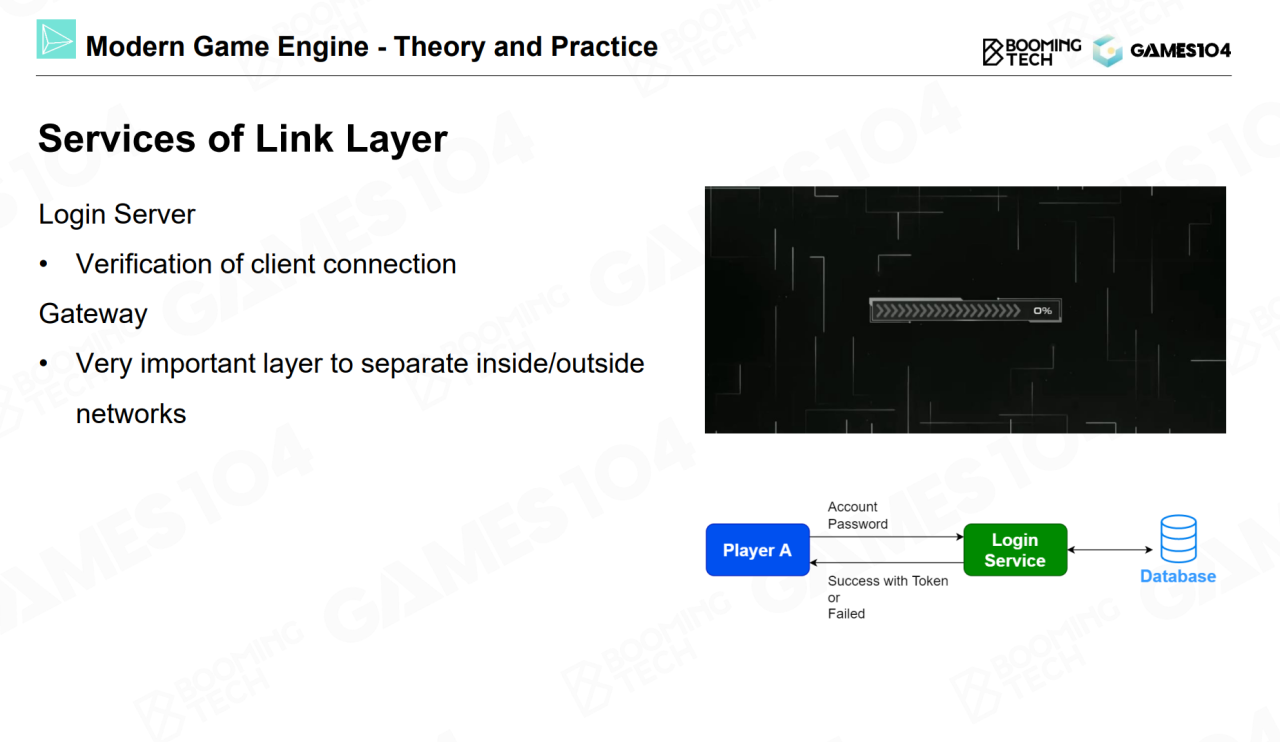 Modern Game Engine - Theory and Practice
BOOMING
TECH
GAMES104
Services of Link Layer
Login Server
• Verification of client connection
Gateway
• Very important layer to separate inside/outside
networks
0%
Account
Password
Player A
Login
Service
Database
Success with Token
or
Failed